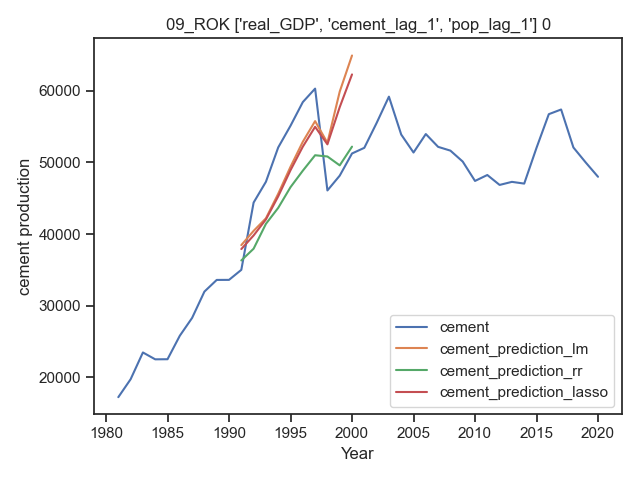 09_ROK ['real_GDP', 'cement_lag_1', 'pop_lag_1'] 0
cement production
60000
50000
40000
30000
20000
cement
cement_prediction_lm
cement_prediction_rr
cement_prediction_lasso
1980 1985 1990 1995 2000 2005 2010 2015 2020
Year